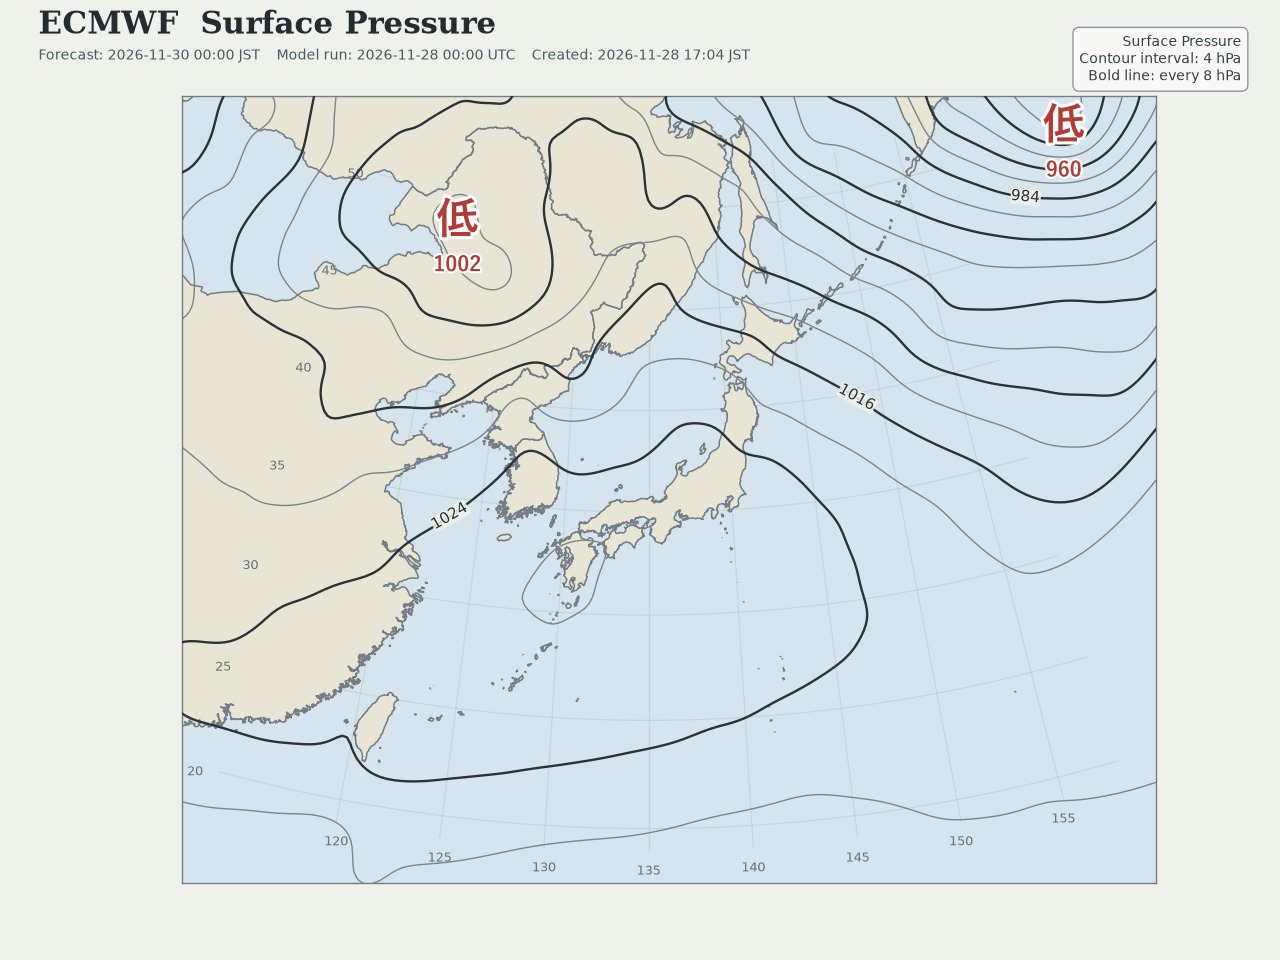 ECMWF  Surface Pressure
Forecast: 2026-11-30 00:00 JST    Model run: 2026-11-28 00:00 UTC    Created: 2026-11-28 17:04 JST
Surface Pressure
Contour interval: 4 hPa
Bold line: every 8 hPa
低
960
50
984
低
1002
45
40
1016
35
1024
30
25
20
120
125
130
135
140
145
150
155